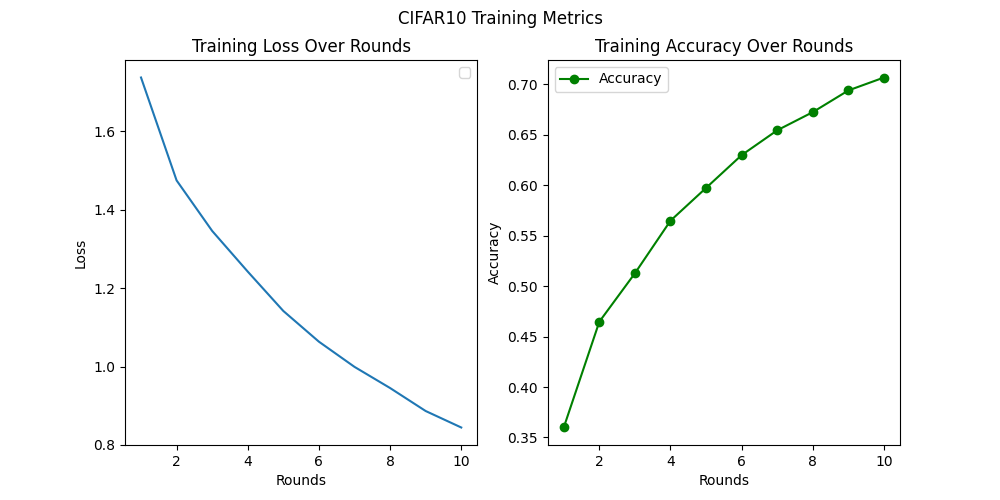 CIFAR10 Training Metrics
Training Loss Over Rounds
Loss
1.6
1.4
1.2
1.0
0.8
2 4 6 8 10
Rounds
Training Accuracy Over Rounds
Accuracy
Accuracy
0.70
0.65
0.60
0.55
0.50
0.45
0.40
0.35
2 4 6 8 10
Rounds